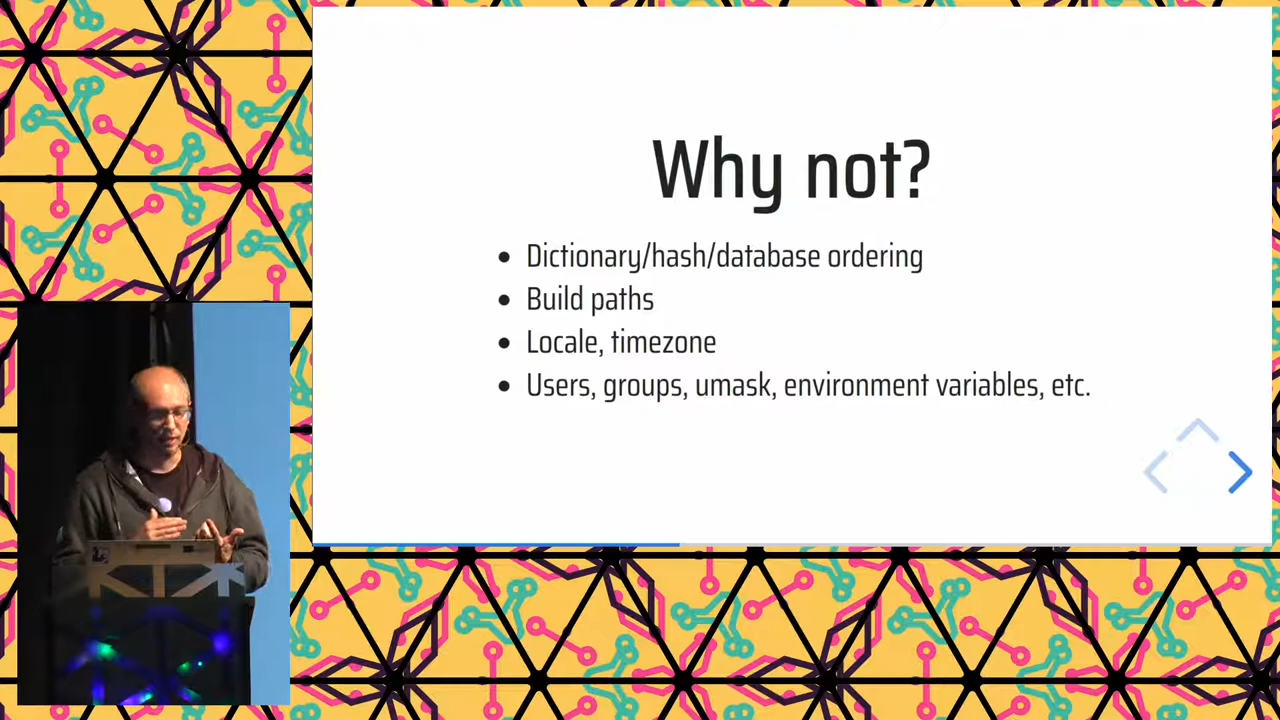 Why not?
Dictionary/hash/database ordering
Build paths
Locale, timezone
Users, groups, umask, environment variables, etc.